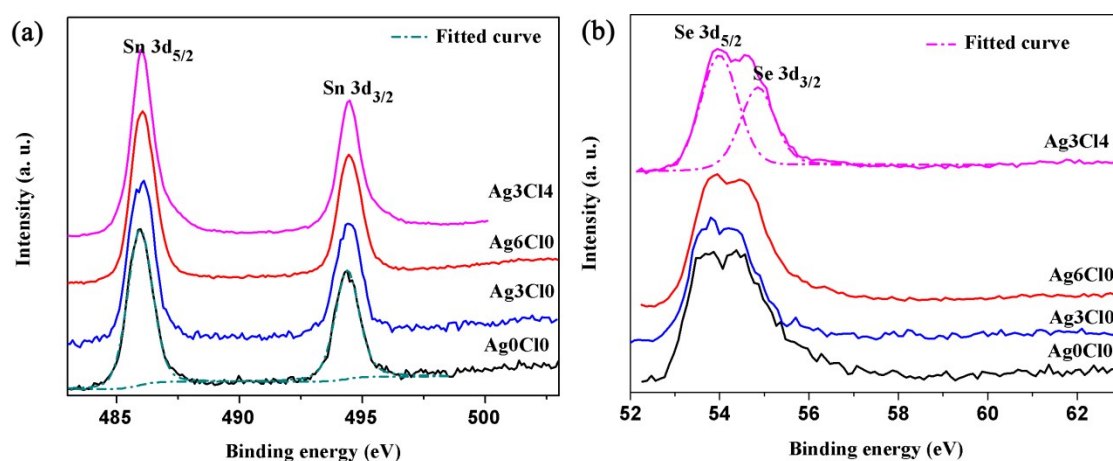 (a)
Sn 3d5/2
Fitted curve
Sn 3d3/2
Ag3Cl4
Ag6Cl0
Ag3Cl0
Ag0Cl0
Intensity (a. u.)
485 490 495 500
Binding energy (eV)
(b)
Se 3d5/2
Fitted curve
Se 3d3/2
Ag3Cl4
Ag6Cl0
Ag3Cl0
Ag0Cl0
Intensity (a. u.)
52 54 56 58 60 62
Binding energy (eV)